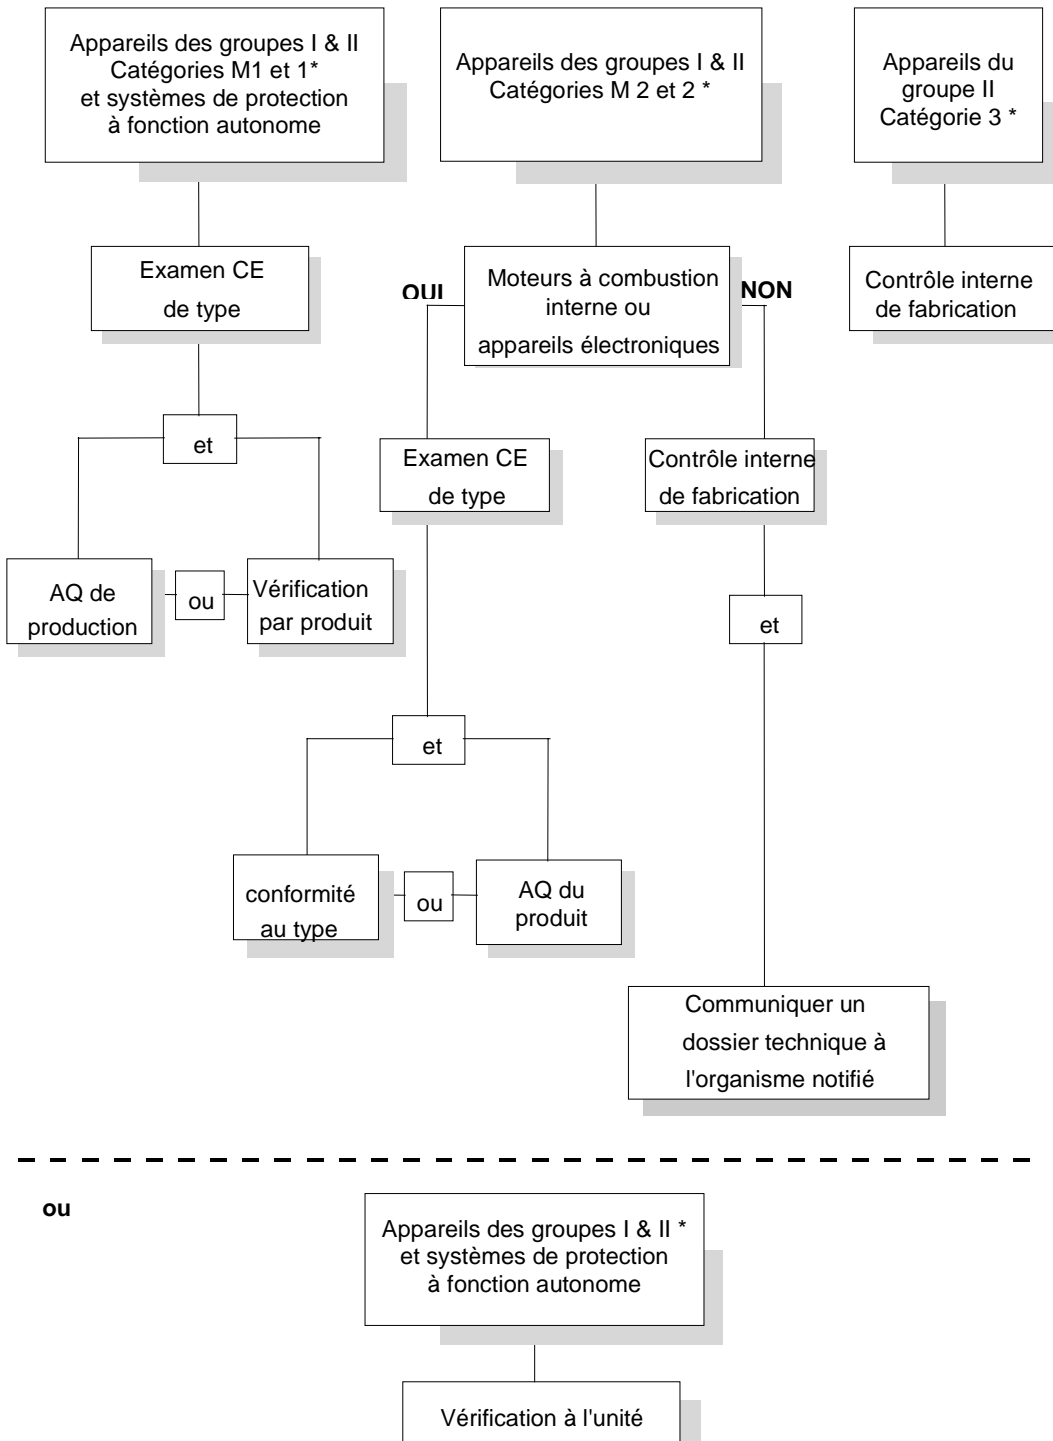 Appareils des groupes I & II
Catégories M1 et 1*
et systèmes de protection
à fonction autonome
Appareils des groupes I & II
Catégories M 2 et 2 *
Appareils du
groupe II
Catégorie 3 *
Examen CE
de type
OUI
Moteurs à combustion
interne ou
appareils électroniques
NON
Contrôle interne
de fabrication
et
Examen CE
de type
Contrôle interne
de fabrication
AQ de
production
ou
Vérification
par produit
et
et
conformité
au type
ou
AQ du
produit
Communiquer un
dossier technique à
l'organisme notifié
ou
Appareils des groupes I & II *
et systèmes de protection
à fonction autonome
Vérification à l'unité